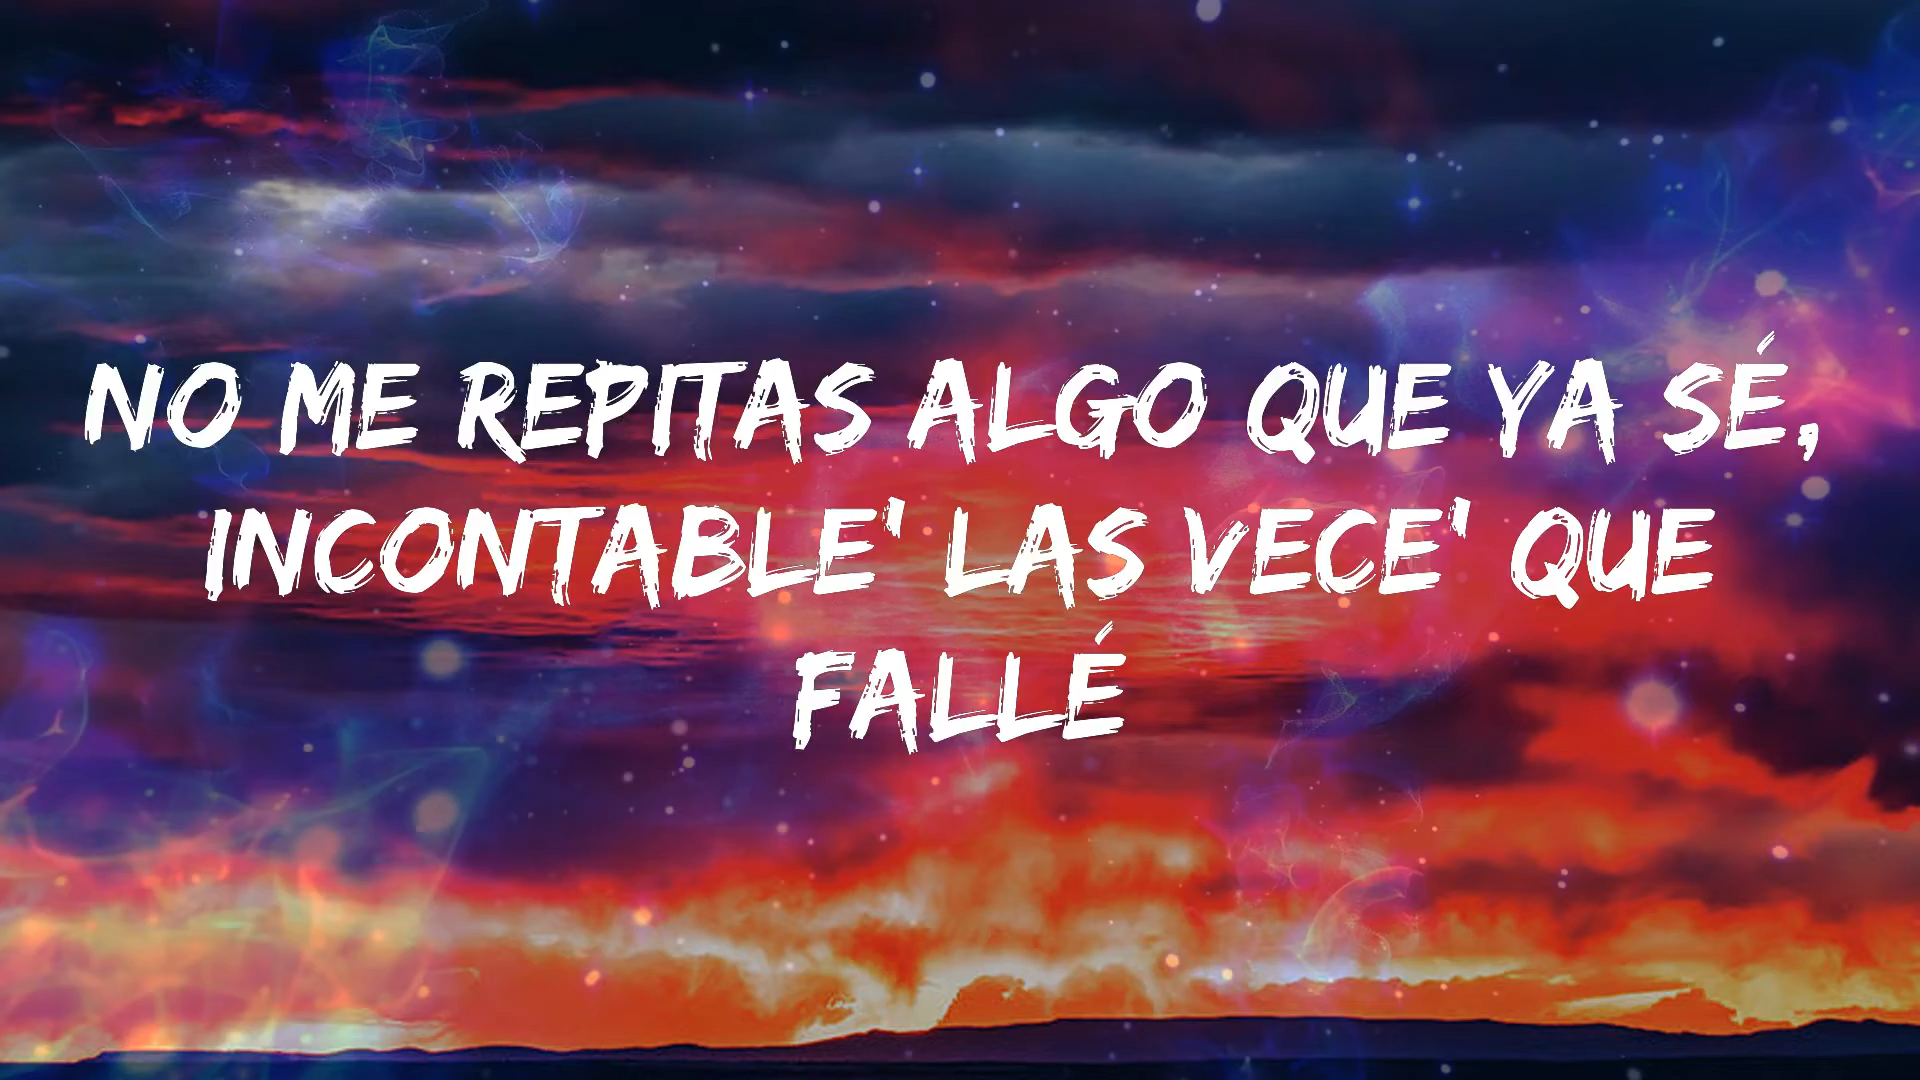 NO ME REPITAS ALGO QUE YA SÉ,
INCONTABLE' LAS VECE' QUE
FALLÉ